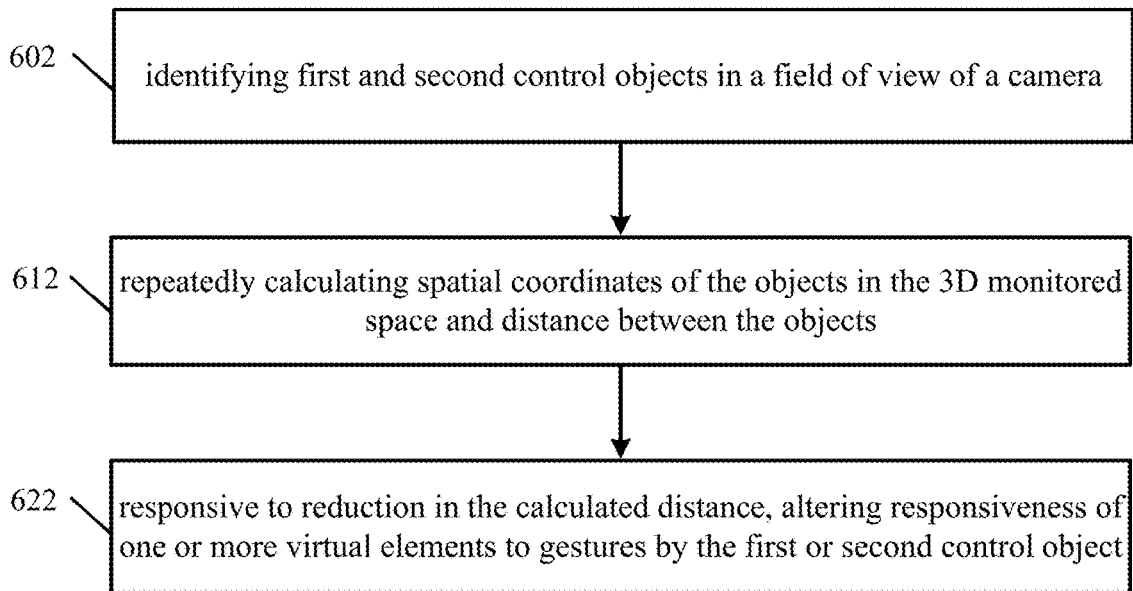 602
identifying first and second control objects in a field of view of a camera
612
repeatedly calculating spatial coordinates of the objects in the 3D monitored
space and distance between the objects
622
responsive to reduction in the calculated distance, altering responsiveness of
one or more virtual elements to gestures by the first or second control object